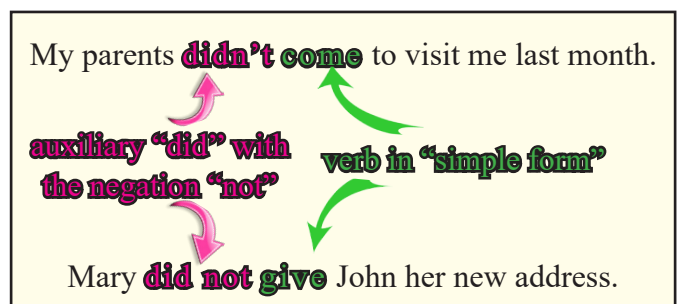 My parents didn’t come to visit me last month.
auxiliary “did” with
the negation “not”
verb in “simple form”
Mary did not give John her new address.